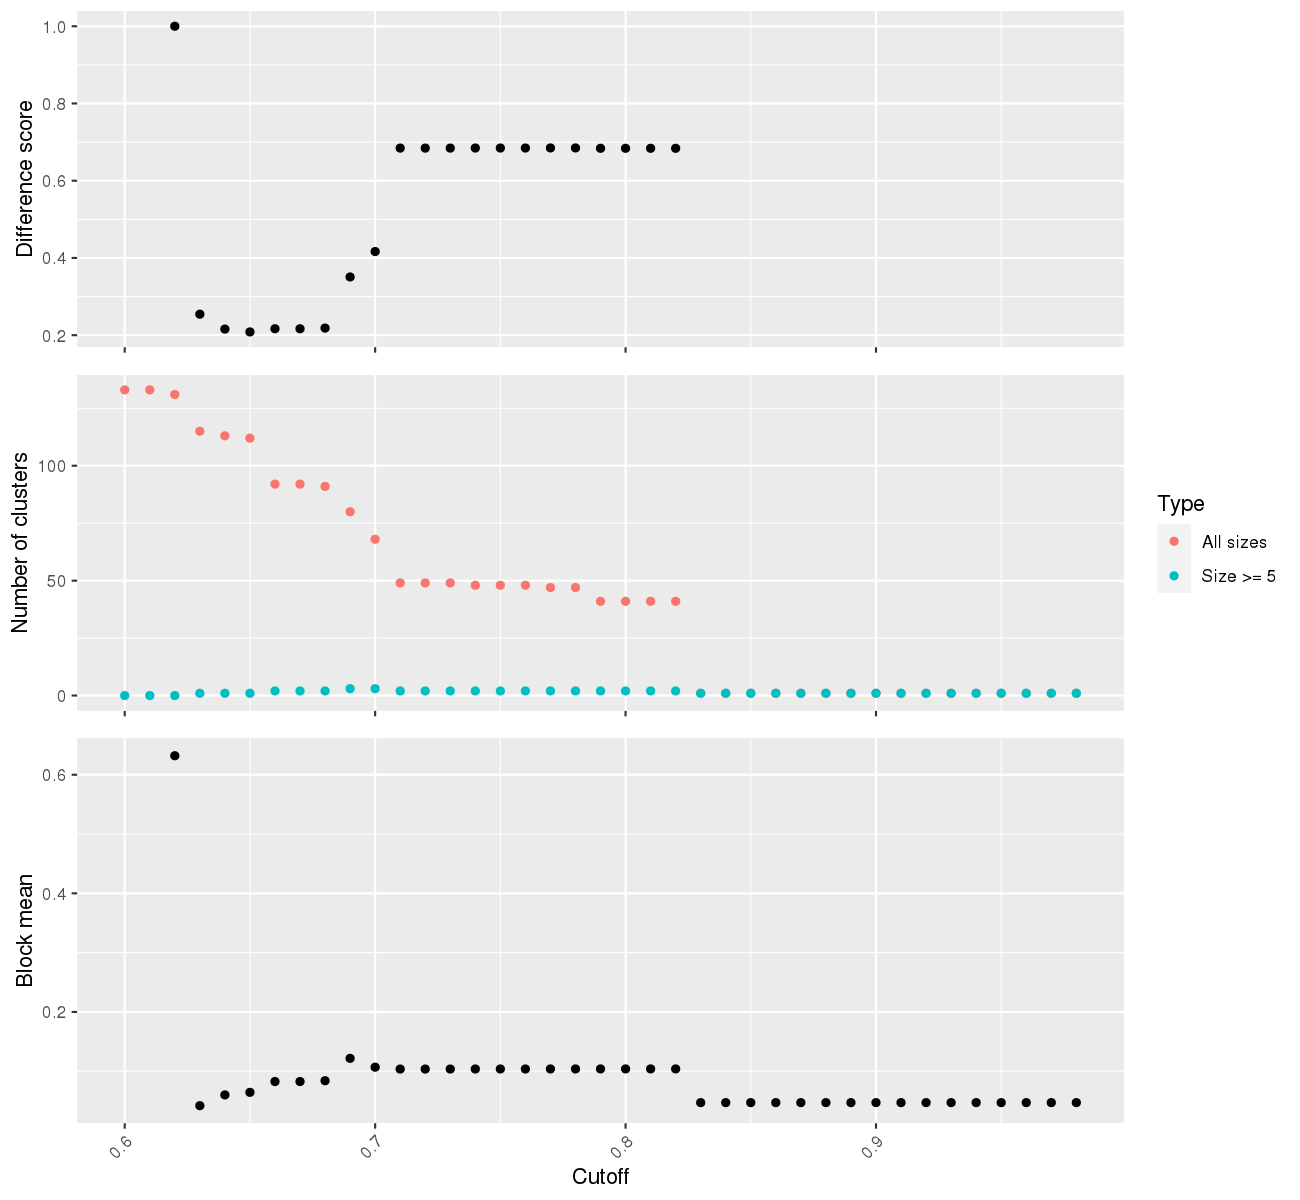 Difference score
1.0
0.8
0.6
0.4
0.2
Number of clusters
100
50
0
Type
All sizes
Size >= 5
Block mean
0.6
0.4
0.2
0.6
0.7
0.8
0.9
Cutoff